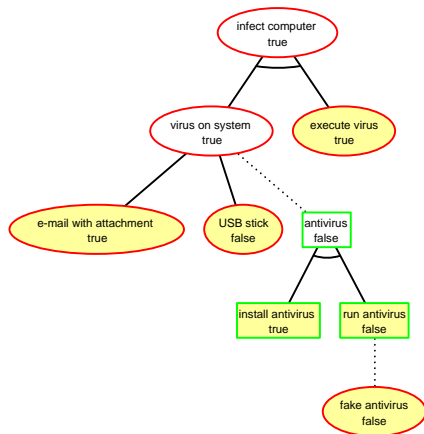 infect computer
true
virus on system
true
execute virus
true
e-mail with attachment
true
USB stick
false
antivirus
false
install antivirus
true
run antivirus
false
fake antivirus
false